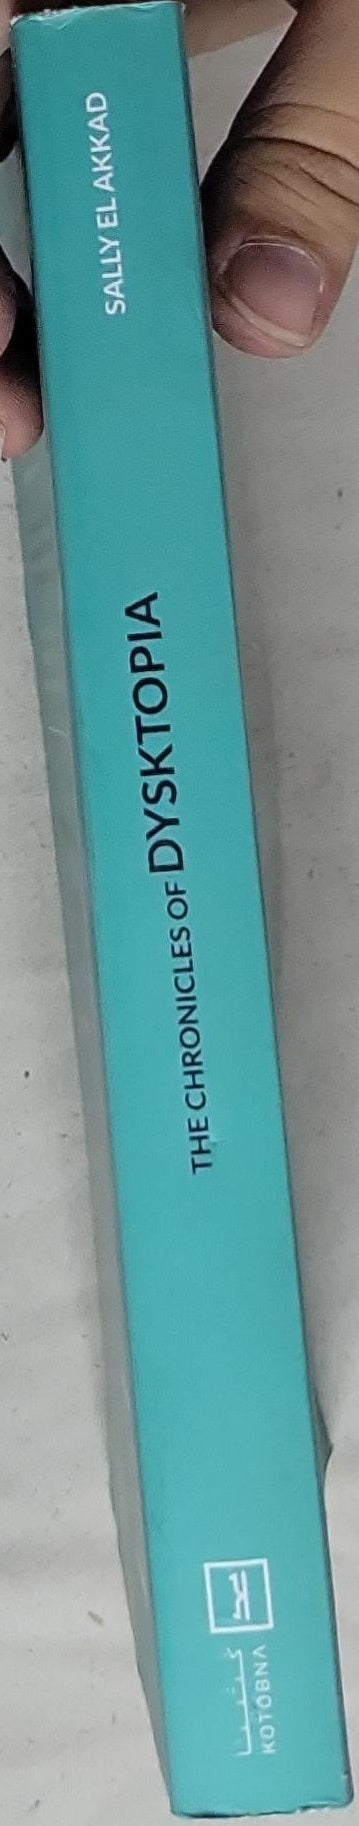 SALLY EL AKKAD
THE CHRONICLES OF DYSKTOPIA
كتبنا
KOTOBNA